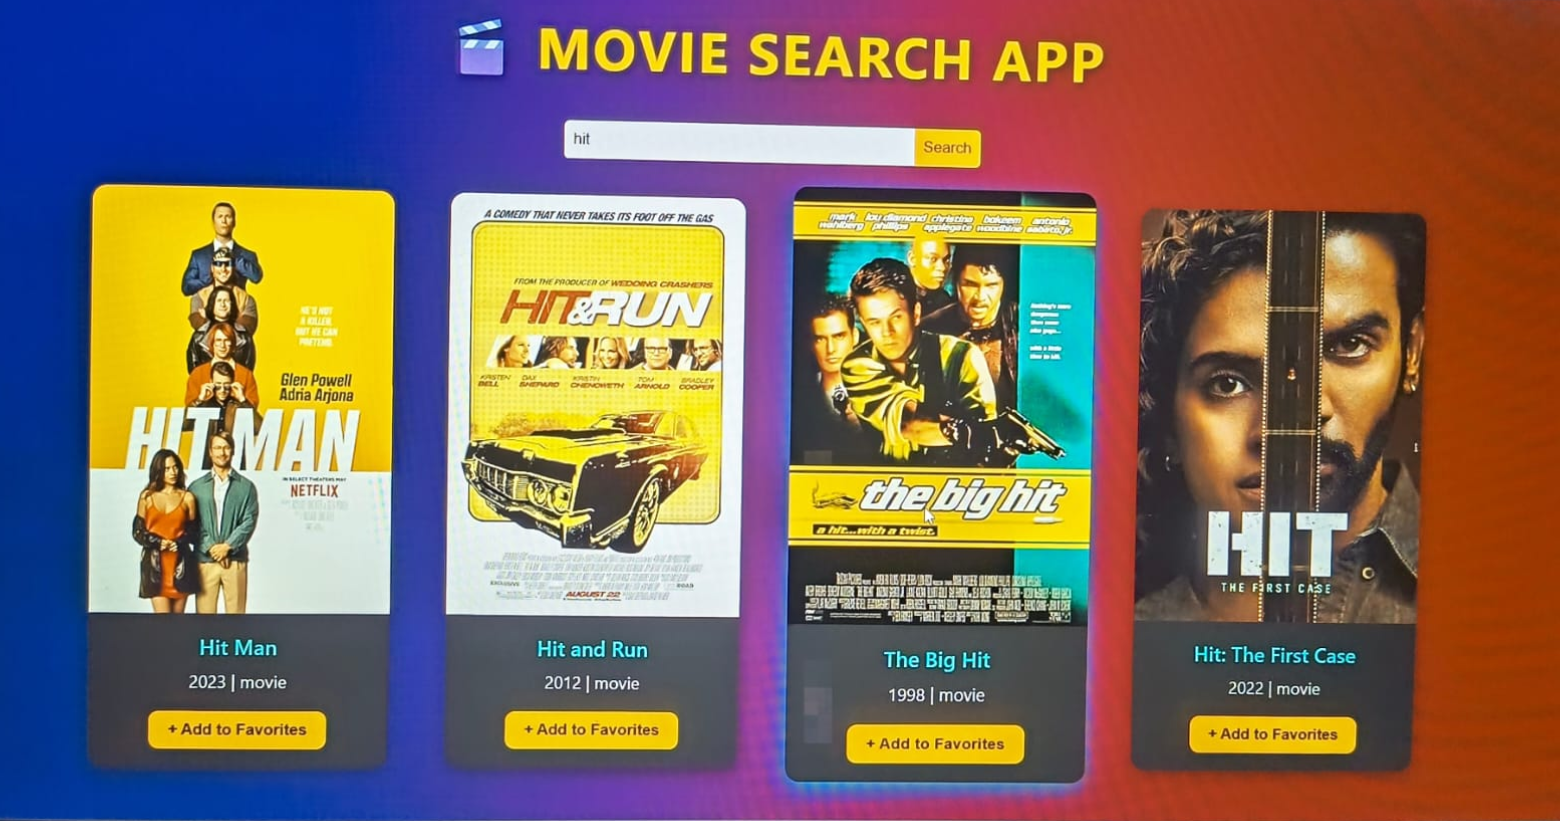 MOVIE SEARCH APP
hit
Search
HE'S NOT
A KILLER,
BUT HE CAN
PRETEND.
Glen Powell
Adria Arjona
HIT MAN
IN SELECT THEATERS MAY
NETFLIX
Hit Man
2023 | movie
+ Add to Favorites
A COMEDY THAT NEVER TAKES ITS FOOT OFF THE GAS
FROM THE PRODUCER OF WEDDING CRASHERS
HIT&RUN
KRISTEN BELL
DAX SHEPARD
KRISTIN CHENOWETH
TOM ARNOLD
BRADLEY COOPER
AUGUST 22
Hit and Run
2012 | movie
+ Add to Favorites
mark wahlberg
lou diamond phillips
christina applegate
bokeem woodbine
antonio sabato, jr.
the big hit
a hit...with a twist.
The Big Hit
1998 | movie
+ Add to Favorites
HIT
THE FIRST CASE
Hit: The First Case
2022 | movie
+ Add to Favorites